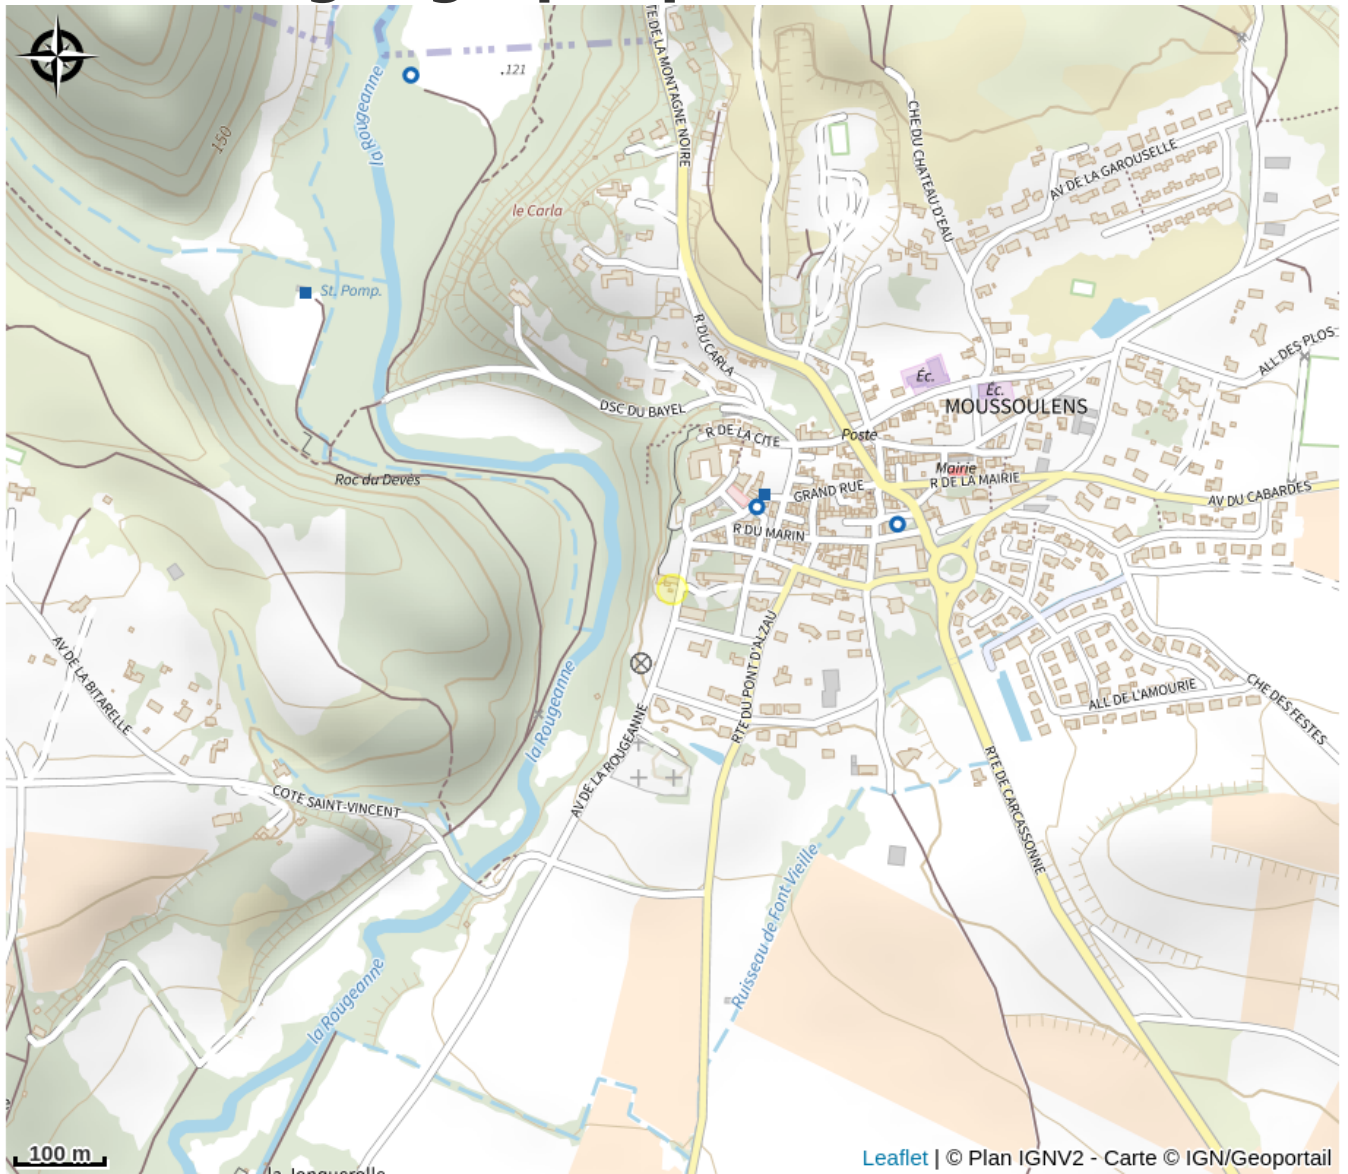 la Rougeanne
.121
150
TE DE LA MONTAGNE NOIRE
CHE DU CHATEAU D'EAU
AV DE LA GAROUSELLE
le Carla
St. Pomp.
R DU CARLA
ALL DES PLOS
Éc.
Éc.
DSC DU BAYEL
MOUSSOULENS
R DE LA CITE
Poste
Mairie
R DE LA MAIRIE
Roc du Devès
GRAND RUE
AV DU CABARDES
R DU MARIN
AV DE LA BITARELLE
RTE DU PONT D'ALZAU
la Rougeanne
ALL DE L'AMOURIE
CHE DES FESTES
AV DE LA ROUGEANNE
COTE SAINT-VINCENT
RTE DE CARCASSONNE
Ruisseau de Font Vieille
la Rougeanne
100 m
Leaflet | © Plan IGNV2 - Carte © IGN/Geoportail